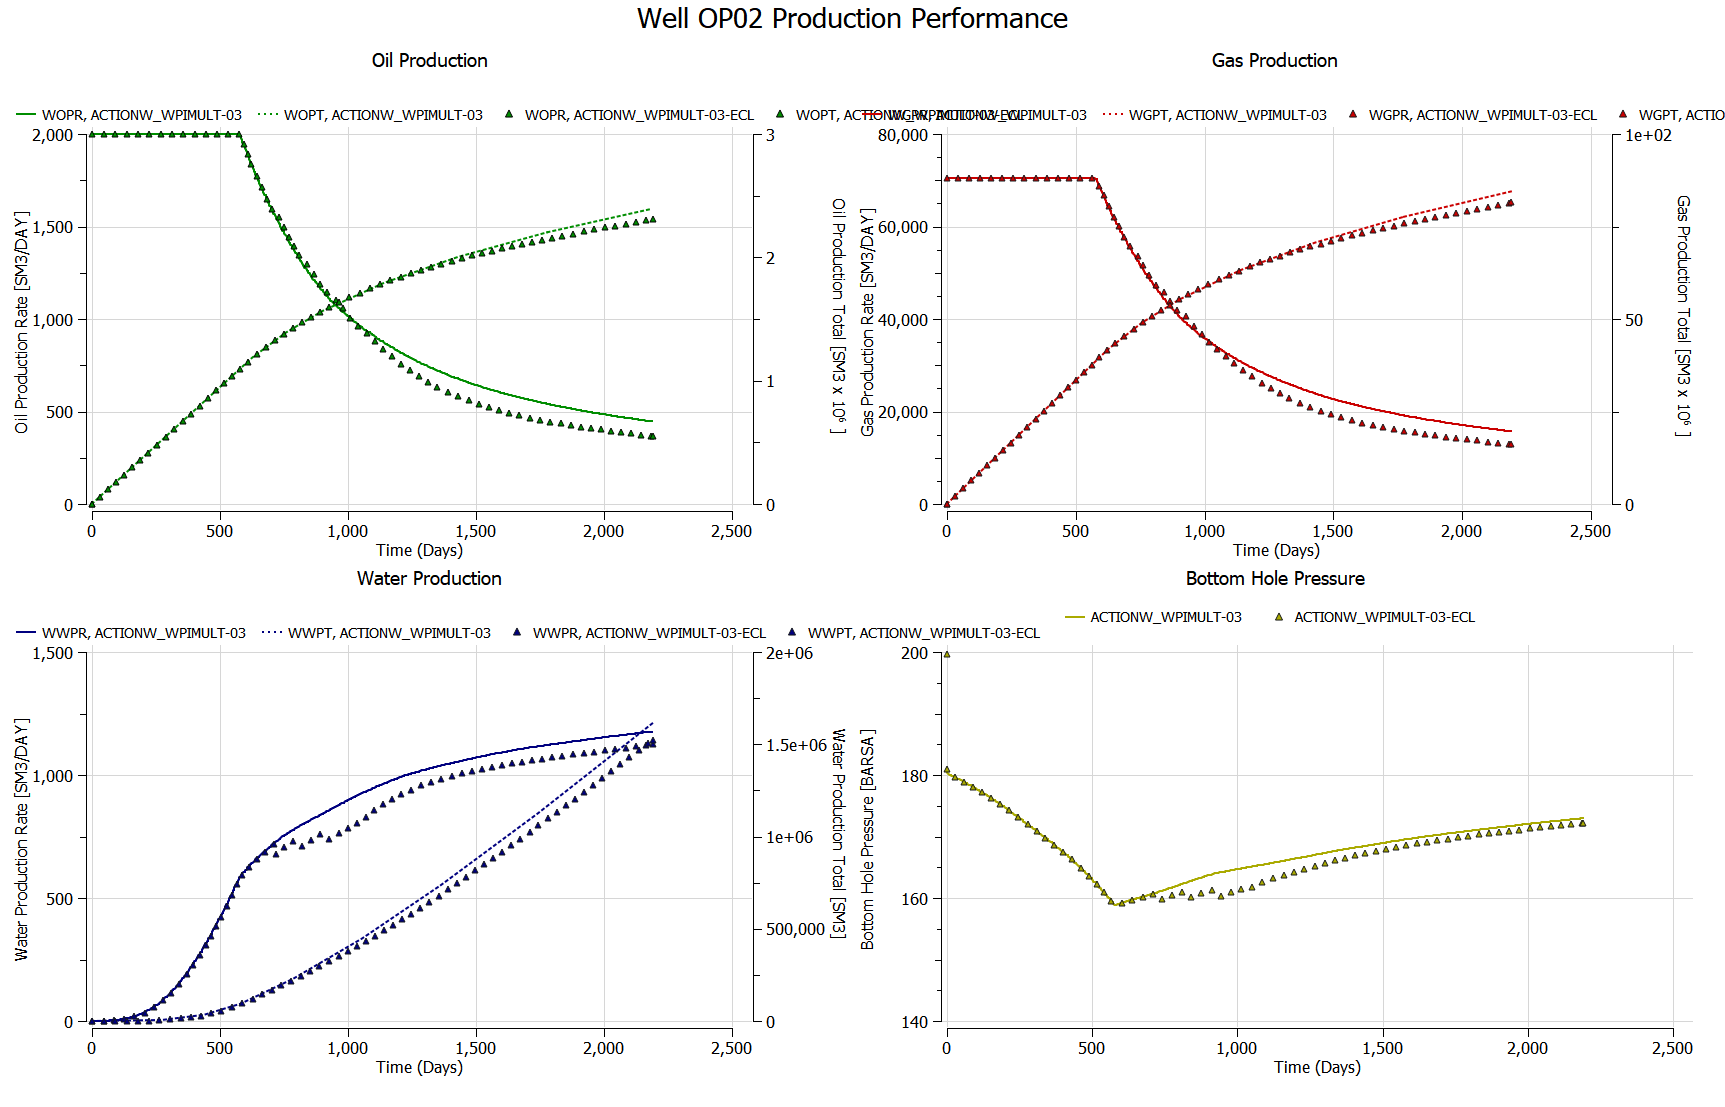 Well OP02 Production Performance
Oil Production
WOPR, ACTIONW_WPIMULT-03
WOPT, ACTIONW_WPIMULT-03
WOPR, ACTIONW_WPIMULT-03-ECL
WOPT, ACTIONW_WPIMULT-03-ECL
2,000
1,500
1,000
500
0
Oil Production Rate [SM3/DAY]
3
2
1
0
Oil Production Total [SM3 x 10⁶ ]
0
500
1,000
1,500
2,000
2,500
Time (Days)
Gas Production
WGPR, ACTIONW_WPIMULT-03
WGPT, ACTIONW_WPIMULT-03
WGPR, ACTIONW_WPIMULT-03-ECL
WGPT, ACTIO
80,000
60,000
40,000
20,000
0
Gas Production Rate [SM3/DAY]
1e+02
50
0
Gas Production Total [SM3 x 10⁶ ]
0
500
1,000
1,500
2,000
2,500
Time (Days)
Water Production
WWPR, ACTIONW_WPIMULT-03
WWPT, ACTIONW_WPIMULT-03
WWPR, ACTIONW_WPIMULT-03-ECL
WWPT, ACTIONW_WPIMULT-03-ECL
1,500
1,000
500
0
Water Production Rate [SM3/DAY]
2e+06
1.5e+06
1e+06
500,000
0
Water Production Total [SM3]
0
500
1,000
1,500
2,000
2,500
Time (Days)
Bottom Hole Pressure
ACTIONW_WPIMULT-03
ACTIONW_WPIMULT-03-ECL
200
180
160
140
Bottom Hole Pressure [BARSA]
0
500
1,000
1,500
2,000
2,500
Time (Days)